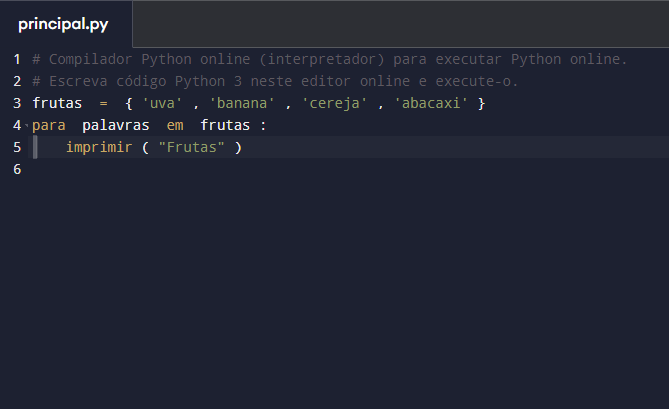 principal.py
1 # Compilador Python online (interpretador) para executar Python online.
2 # Escreva código Python 3 neste editor online e execute-o.
3 frutas = { 'uva' , 'banana' , 'cereja' , 'abacaxi' }
4 para palavras em frutas :
5 imprimir ( "Frutas" )
6